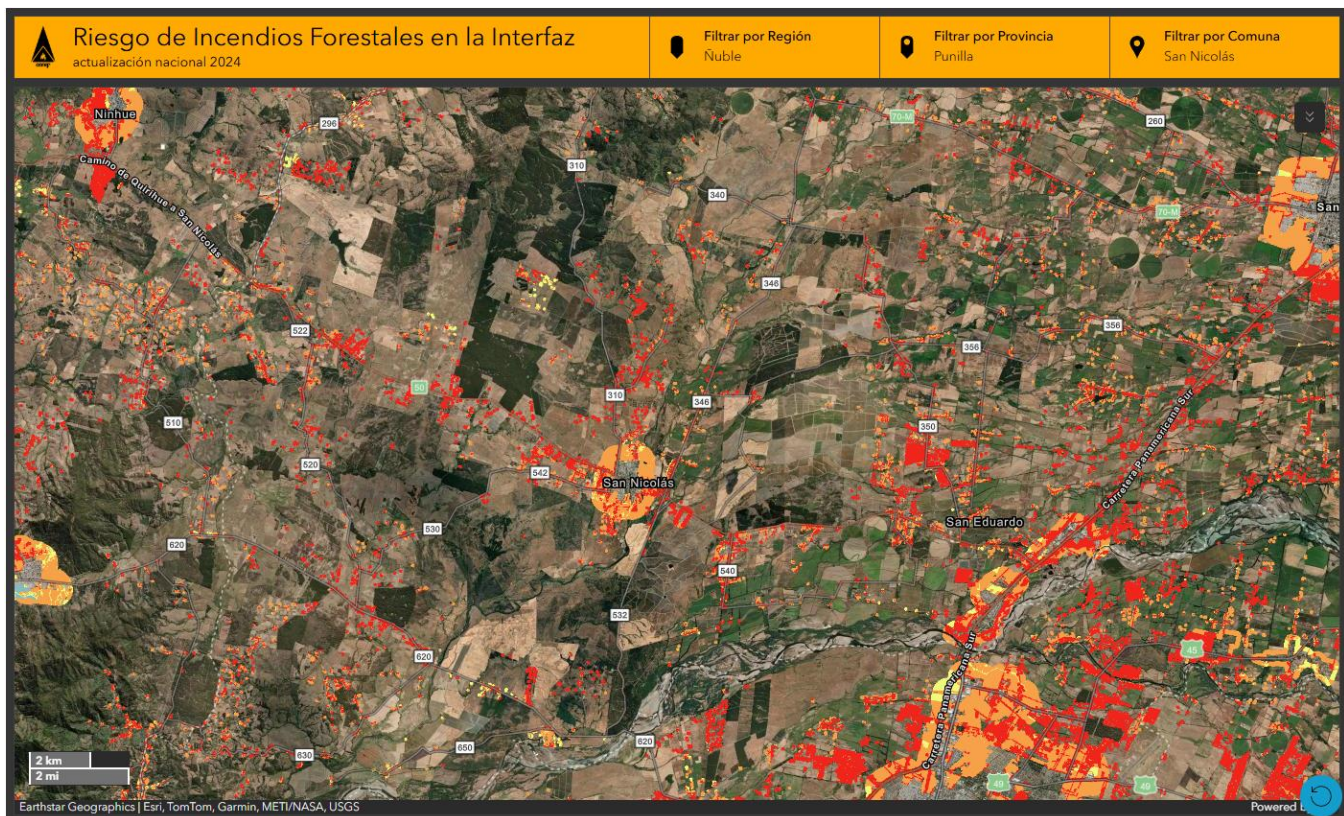 Riesgo de Incendios Forestales en la Interfaz
actualización nacional 2024
Filtrar por Región
Ñuble
Filtrar por Provincia
Punilla
Filtrar por Comuna
San Nicolás
Ninhue
296
70-M
260
310
Camino de Quirihue a San Nicolás
340
70-M
San
346
522
356
356
50
310
346
510
350
Carretera Panamericana Sur
520
542
San Nicolás
San Eduardo
530
620
540
532
620
45
Carretera Panamericana Sur
630
650
620
49
49
2 km
2 mi
Earthstar Geographics | Esri, TomTom, Garmin, METI/NASA, USGS
Powered